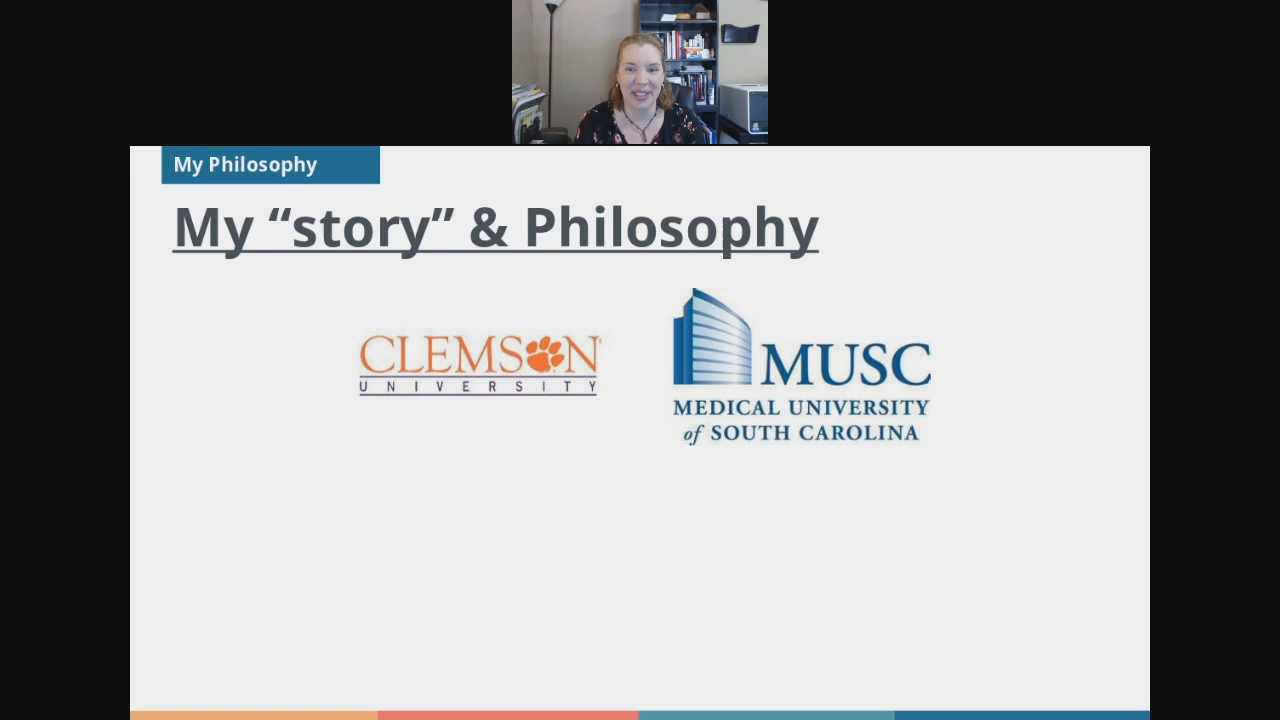 My Philosophy
My “story” & Philosophy
CLEMSON
UNIVERSITY
MUSC
MEDICAL UNIVERSITY
of SOUTH CAROLINA